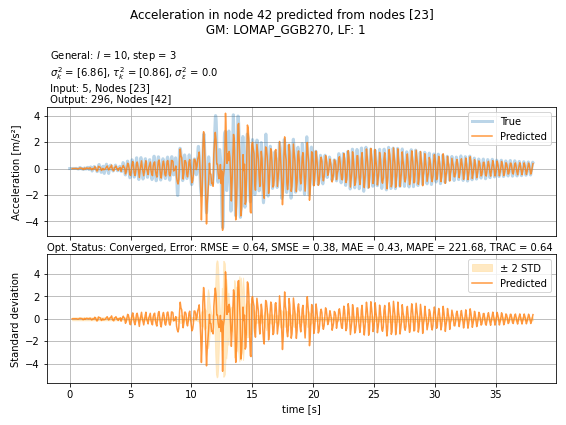 Acceleration in node 42 predicted from nodes [23]
GM: LOMAP_GGB270, LF: 1
General: l = 10, step = 3
σ²ₖ = [6.86], τ²ₖ = [0.86], σ²ε = 0.0
Input: 5, Nodes [23]
Output: 296, Nodes [42]
Acceleration [m/s²]
4
2
0
−2
−4
True
Predicted
Opt. Status: Converged, Error: RMSE = 0.64, SMSE = 0.38, MAE = 0.43, MAPE = 221.68, TRAC = 0.64
Standard deviation
4
2
0
−2
−4
± 2 STD
Predicted
0 5 10 15 20 25 30 35
time [s]